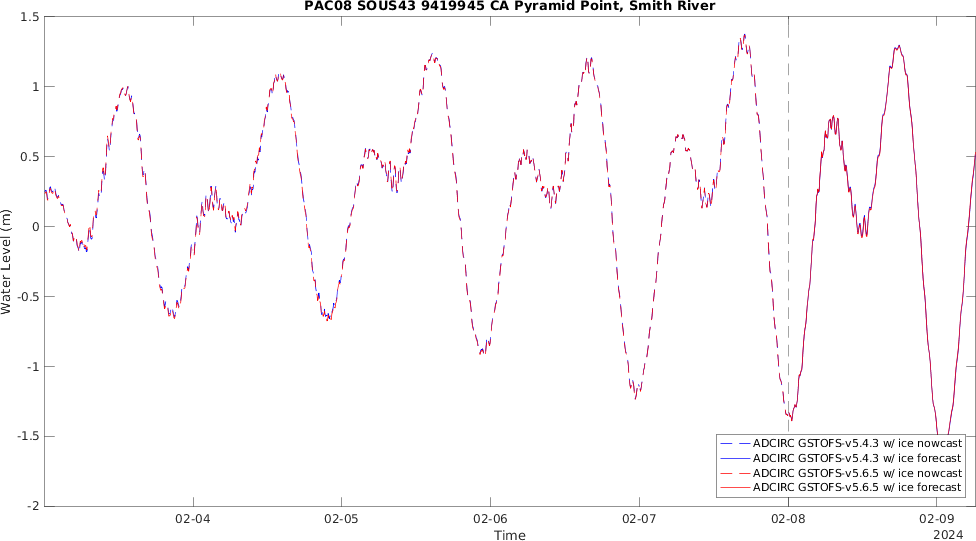 PAC08 SOUS43 9419945 CA Pyramid Point, Smith River
1.5
1
0.5
0
-0.5
-1
-1.5
-2
Water Level (m)
02-04
02-05
02-06
02-07
02-08
02-09
Time
2024
ADCIRC GSTOFS-v5.4.3 w/ ice nowcast
ADCIRC GSTOFS-v5.4.3 w/ ice forecast
ADCIRC GSTOFS-v5.6.5 w/ ice nowcast
ADCIRC GSTOFS-v5.6.5 w/ ice forecast